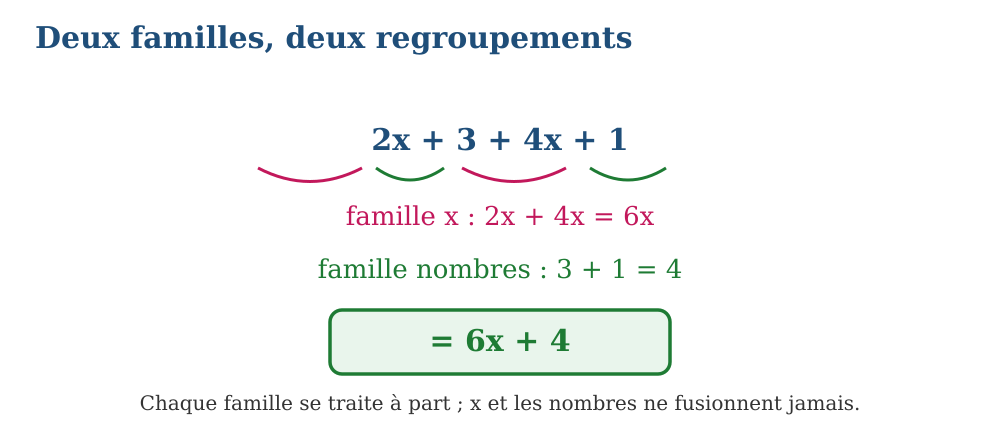 Deux familles, deux regroupements
2x + 3 + 4x + 1
famille x : 2x + 4x = 6x
famille nombres : 3 + 1 = 4
= 6x + 4
Chaque famille se traite à part ; x et les nombres ne fusionnent jamais.